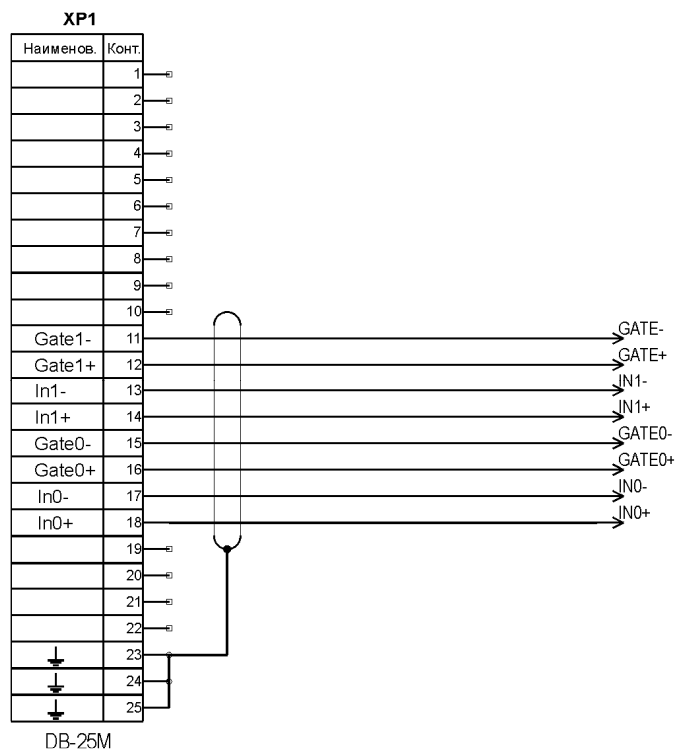 XP1
Наименов. Конт.
1
2
3
4
5
6
7
8
9
10
Gate1- 11 GATE-
Gate1+ 12 GATE+
In1- 13 IN1-
In1+ 14 IN1+
Gate0- 15 GATE0-
Gate0+ 16 GATE0+
In0- 17 IN0-
In0+ 18 IN0+
19
20
21
22
23
24
25
DB-25M